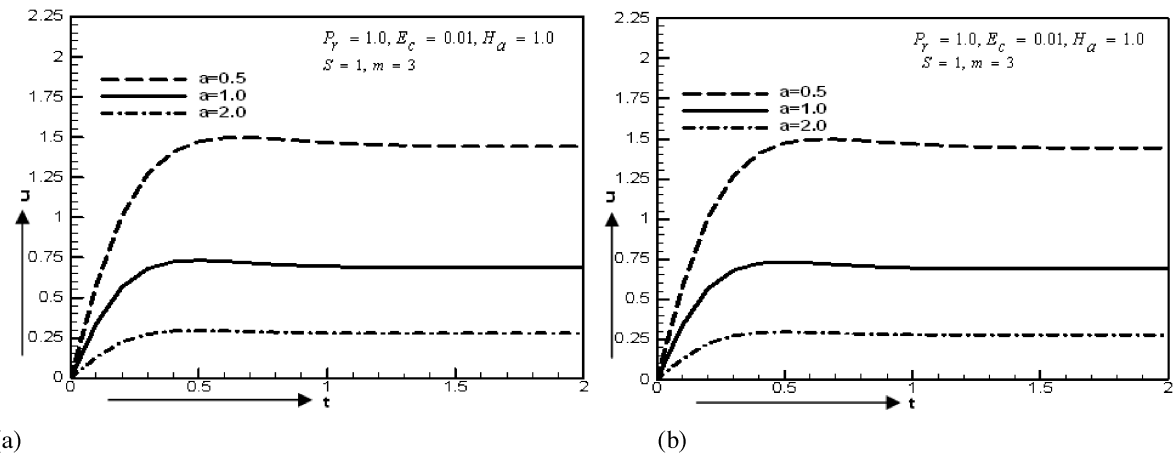 2.25
2
1.75
1.5
1.25
1
0.75
0.5
0.25
0
0 0.5 1 1.5 2
u
t
P_r = 1.0, E_c = 0.01, H_a = 1.0
S = 1, m = 3
a=0.5
a=1.0
a=2.0
a)
2.25
2
1.75
1.5
1.25
1
0.75
0.5
0.25
0
0 0.5 1 1.5 2
u
t
P_r = 1.0, E_c = 0.01, H_a = 1.0
S = 1, m = 3
a=0.5
a=1.0
a=2.0
(b)